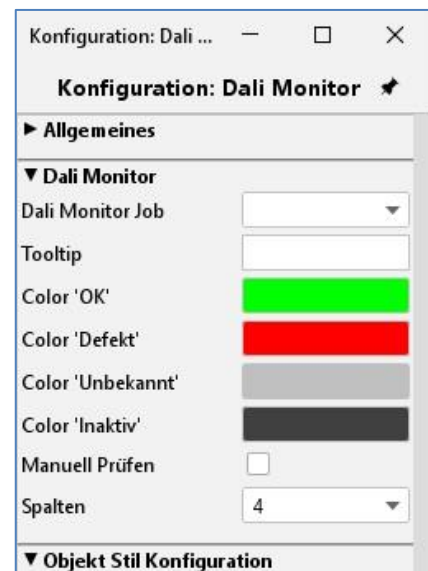 Konfiguration: Dali ...
Konfiguration: Dali Monitor
Allgemeines
Dali Monitor
Dali Monitor Job
Tooltip
Color 'OK'
Color 'Defekt'
Color 'Unbekannt'
Color 'Inaktiv'
Manuell Prüfen
Spalten 4
Objekt Stil Konfiguration